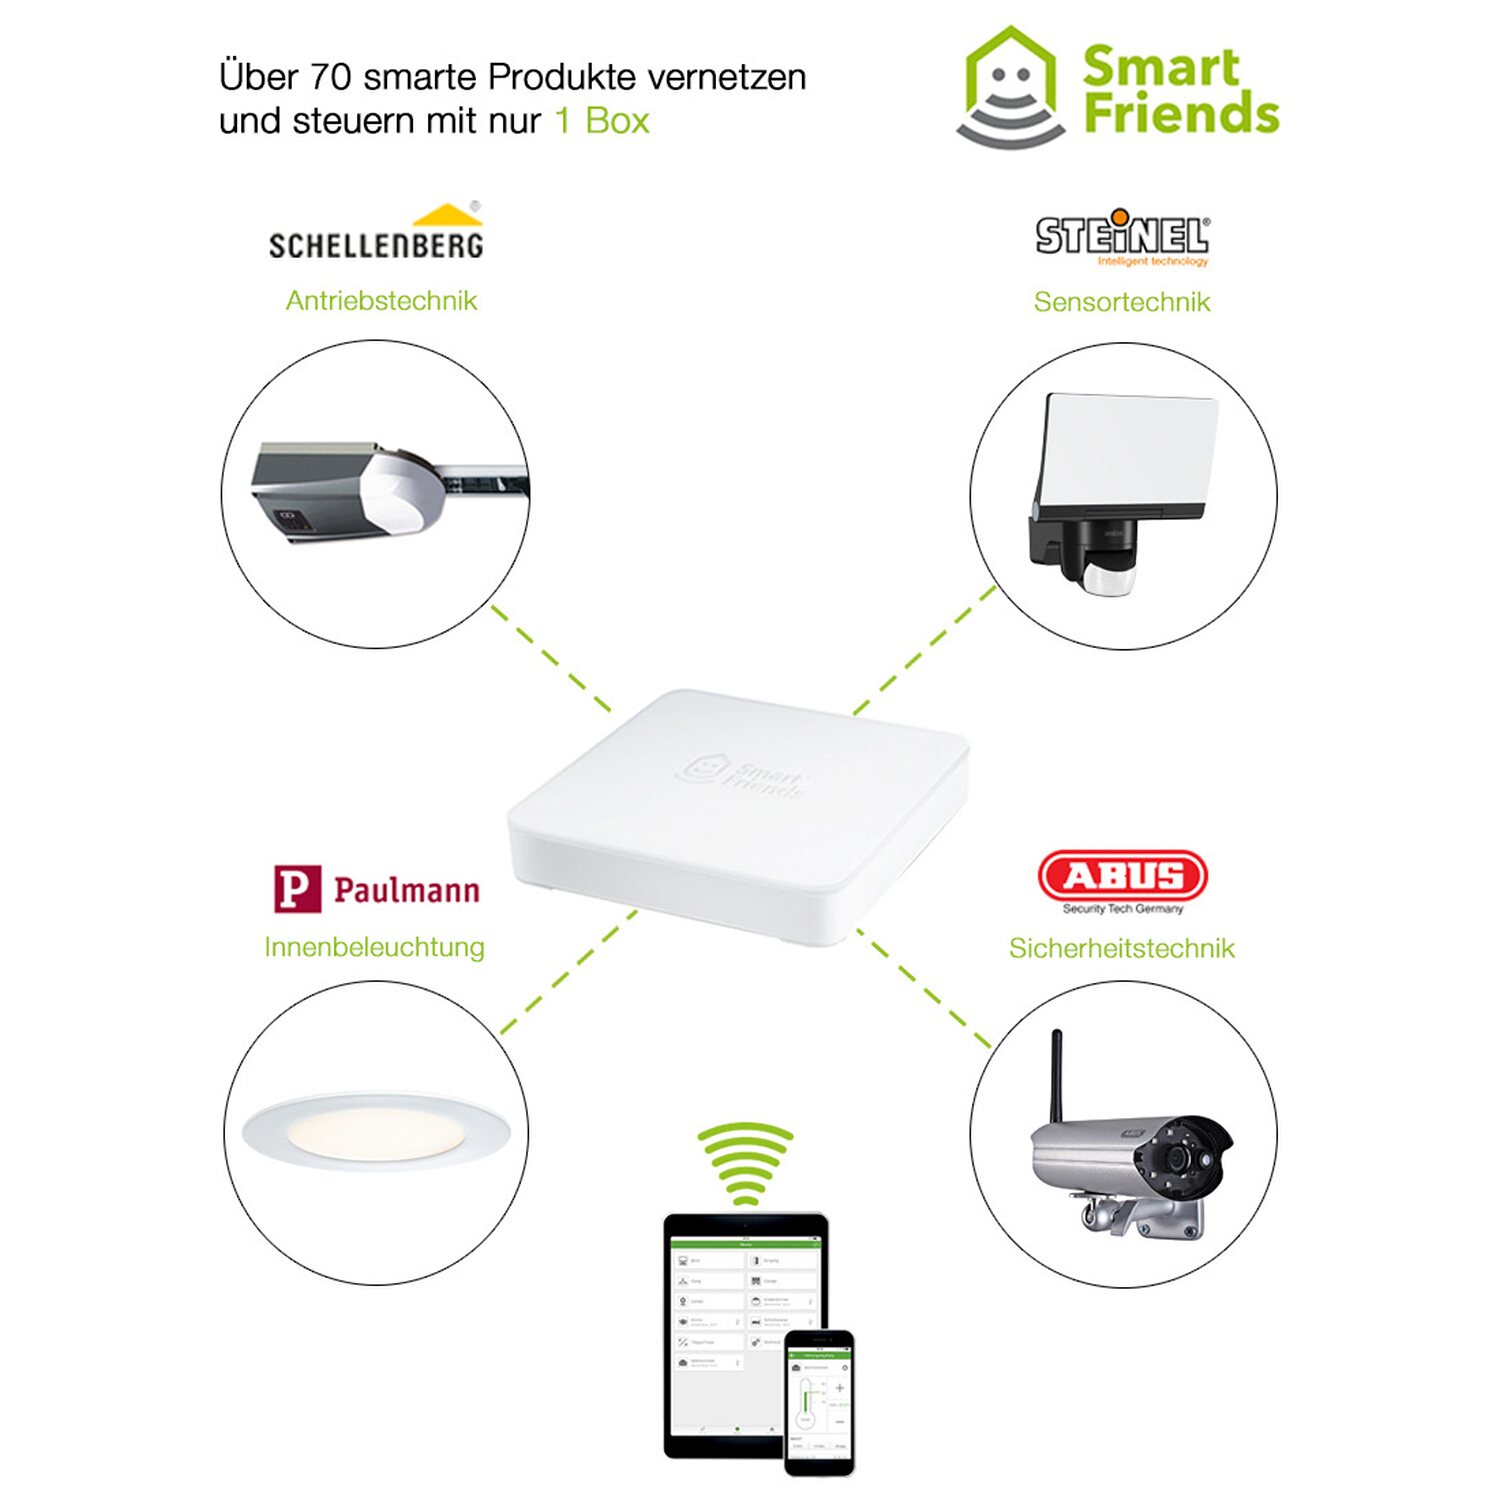 Über 70 smarte Produkte vernetzen
und steuern mit nur 1 Box
Smart
Friends
SCHELLENBERG®
Antriebstechnik
STEINEL®
Intelligent technology
Sensortechnik
Smart
Friends
P Paulmann
Innenbeleuchtung
ABUS
Security Tech Germany
Sicherheitstechnik
ABUS